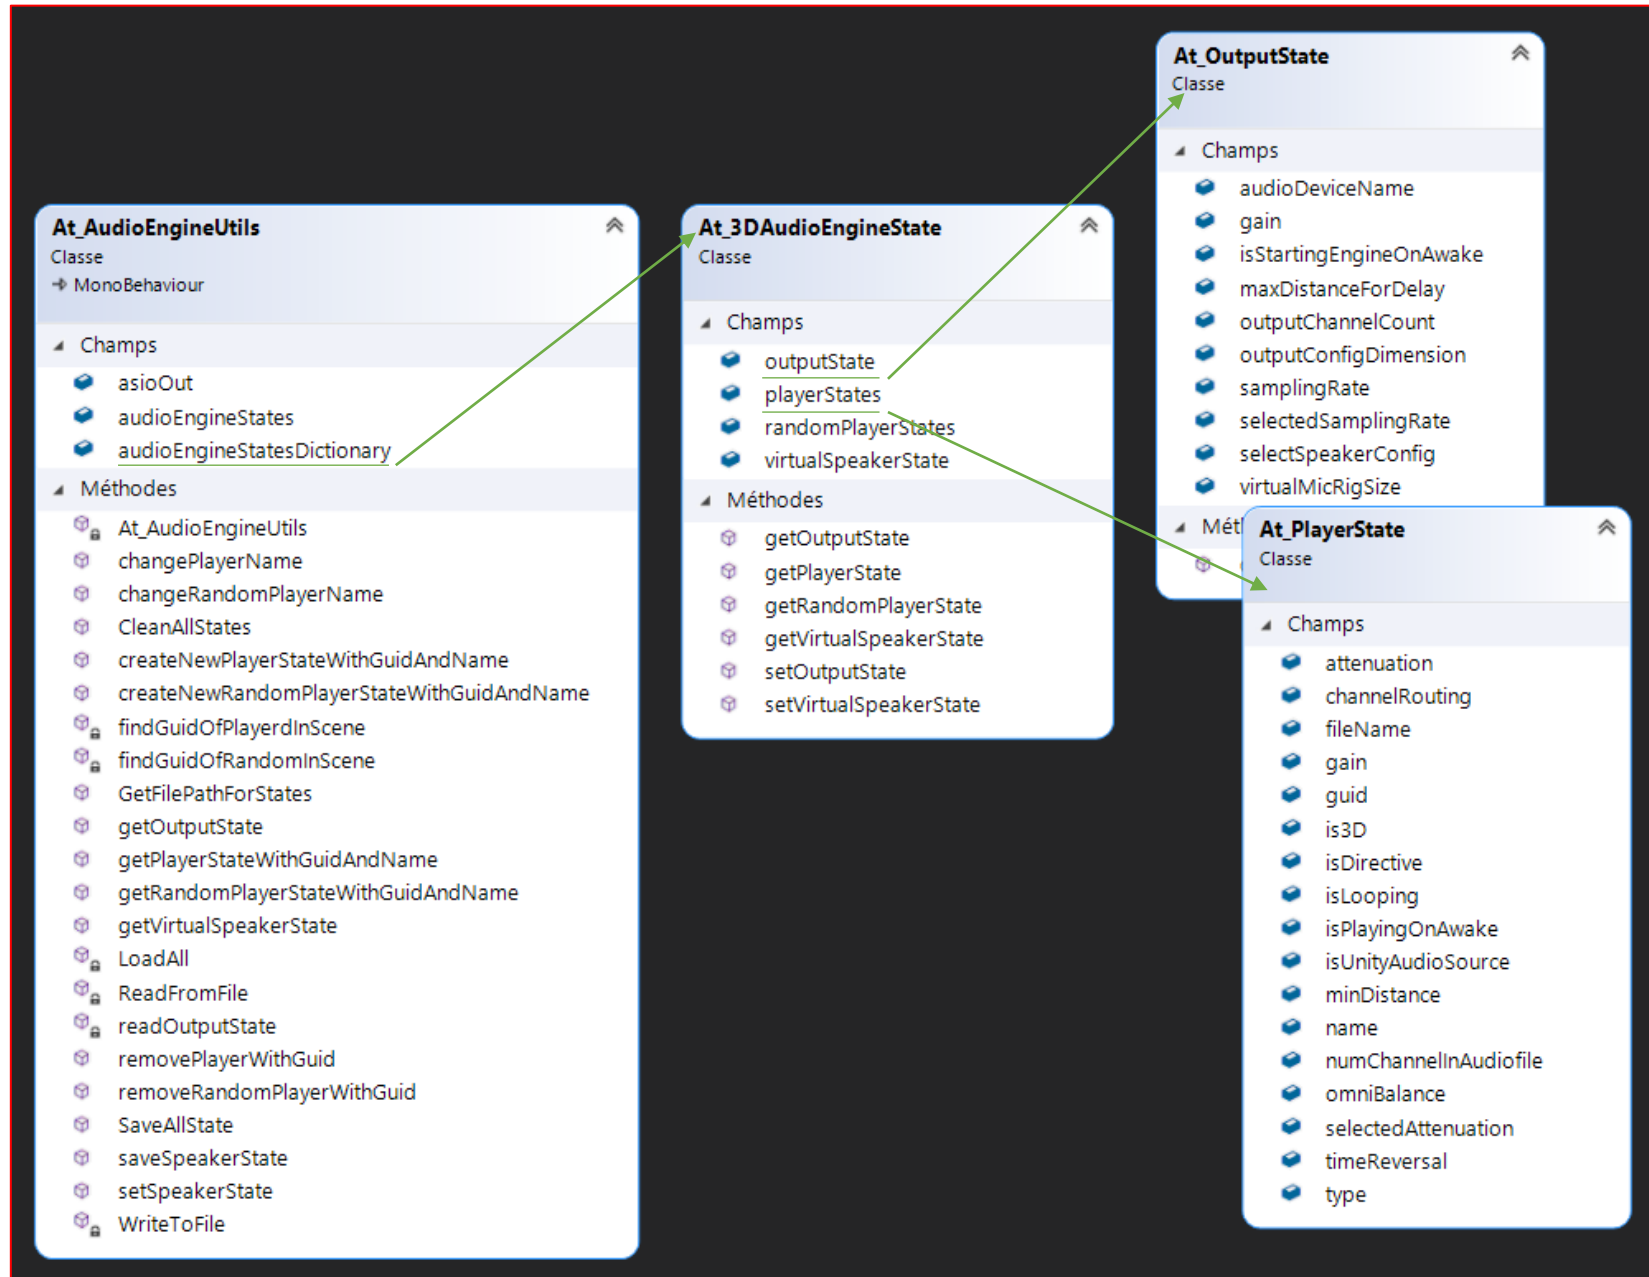 At_AudioEngineUtils
Classe
MonoBehaviour
Champs
asioOut
audioEngineStates
audioEngineStatesDictionary
Méthodes
At_AudioEngineUtils
changePlayerName
changeRandomPlayerName
CleanAllStates
createNewPlayerStateWithGuidAndName
createNewRandomPlayerStateWithGuidAndName
findGuidOfPlayerdInScene
findGuidOfRandomInScene
GetFilePathForStates
getOutputState
getPlayerStateWithGuidAndName
getRandomPlayerStateWithGuidAndName
getVirtualSpeakerState
LoadAll
ReadFromFile
readOutputState
removePlayerWithGuid
removeRandomPlayerWithGuid
SaveAllState
saveSpeakerState
setSpeakerState
WriteToFile
At_3DAudioEngineState
Classe
Champs
outputState
playerStates
randomPlayerStates
virtualSpeakerState
Méthodes
getOutputState
getPlayerState
getRandomPlayerState
getVirtualSpeakerState
setOutputState
setVirtualSpeakerState
At_OutputState
Classe
Champs
audioDeviceName
gain
isStartingEngineOnAwake
maxDistanceForDelay
outputChannelCount
outputConfigDimension
samplingRate
selectedSamplingRate
selectSpeakerConfig
virtualMicRigSize
Mét
At_PlayerState
Classe
Champs
attenuation
channelRouting
fileName
gain
guid
is3D
isDirective
isLooping
isPlayingOnAwake
isUnityAudioSource
minDistance
name
numChannelInAudiofile
omniBalance
selectedAttenuation
timeReversal
type